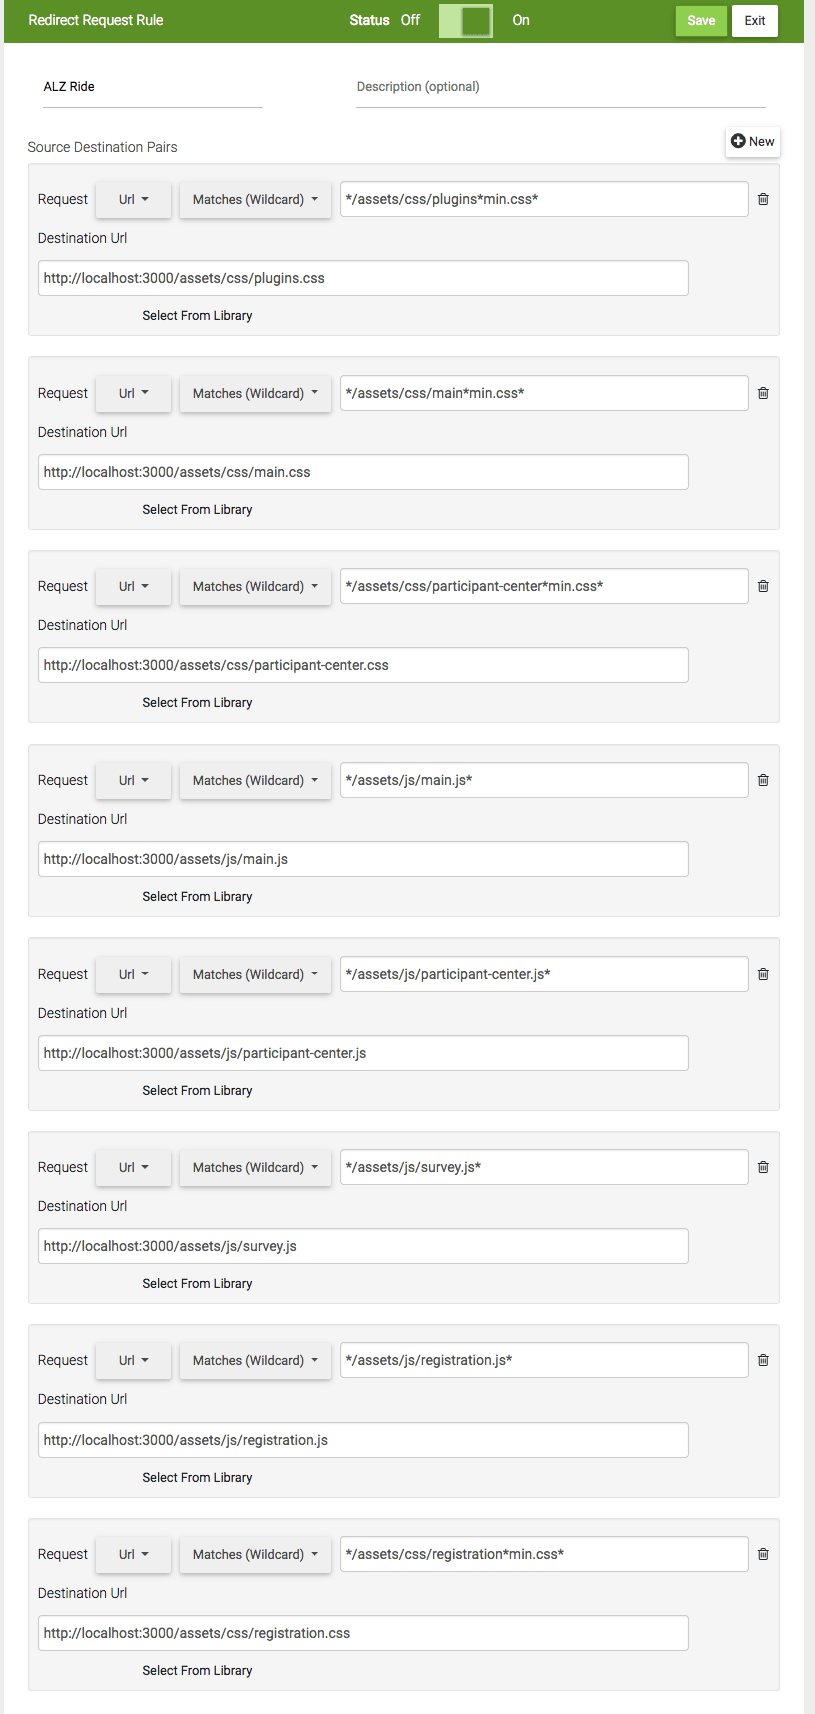 Redirect Request Rule Status Off On Save Exit
ALZ Ride Description (optional)
Source Destination Pairs New
Request Url Matches (Wildcard) */assets/css/plugins*min.css*
Destination Url
http://localhost:3000/assets/css/plugins.css
Select From Library
Request Url Matches (Wildcard) */assets/css/main*min.css*
Destination Url
http://localhost:3000/assets/css/main.css
Select From Library
Request Url Matches (Wildcard) */assets/css/participant-center*min.css*
Destination Url
http://localhost:3000/assets/css/participant-center.css
Select From Library
Request Url Matches (Wildcard) */assets/js/main.js*
Destination Url
http://localhost:3000/assets/js/main.js
Select From Library
Request Url Matches (Wildcard) */assets/js/participant-center.js*
Destination Url
http://localhost:3000/assets/js/participant-center.js
Select From Library
Request Url Matches (Wildcard) */assets/js/survey.js*
Destination Url
http://localhost:3000/assets/js/survey.js
Select From Library
Request Url Matches (Wildcard) */assets/js/registration.js*
Destination Url
http://localhost:3000/assets/js/registration.js
Select From Library
Request Url Matches (Wildcard) */assets/css/registration*min.css*
Destination Url
http://localhost:3000/assets/css/registration.css
Select From Library